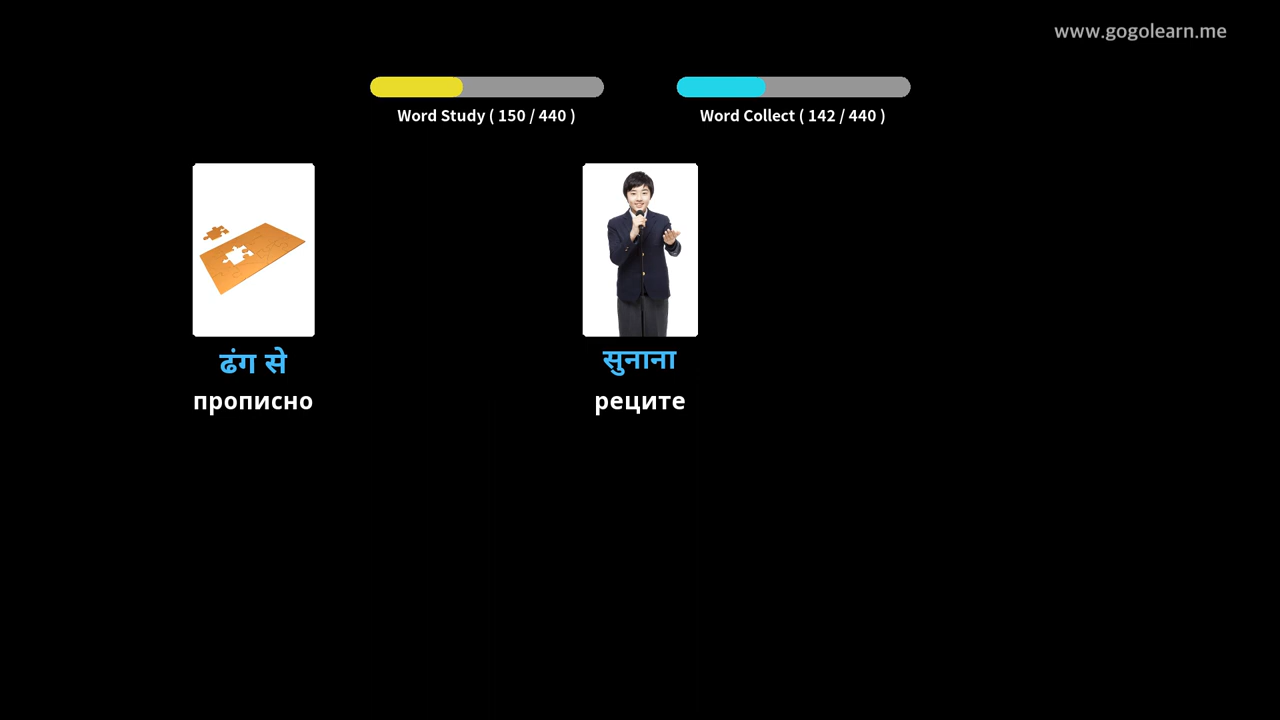 www.gogolearn.me
Word Study ( 150 / 440 )
Word Collect ( 142 / 440 )
ढंग से
прописно
सुनाना
реците